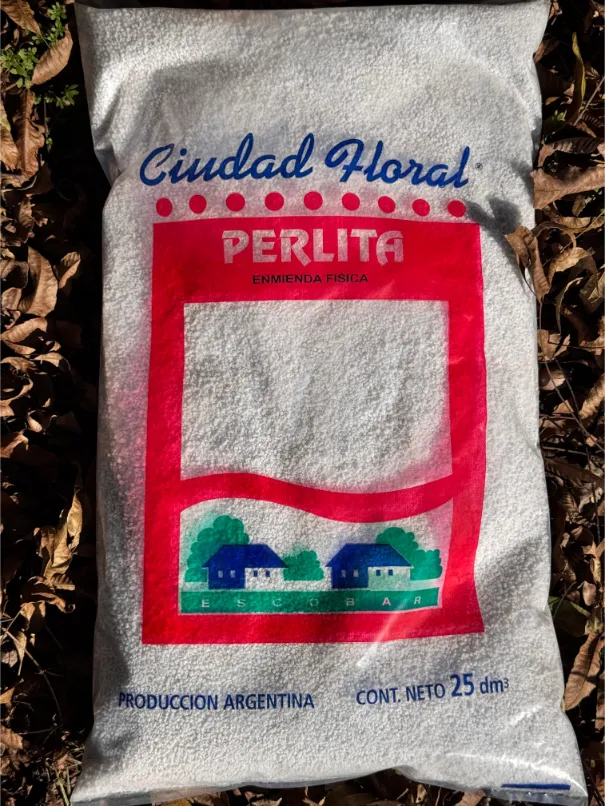 Ciudad Floral®
PERLITA
ENMIENDA FISICA
ESCOBAR
PRODUCCION ARGENTINA
CONT. NETO 25 dm³